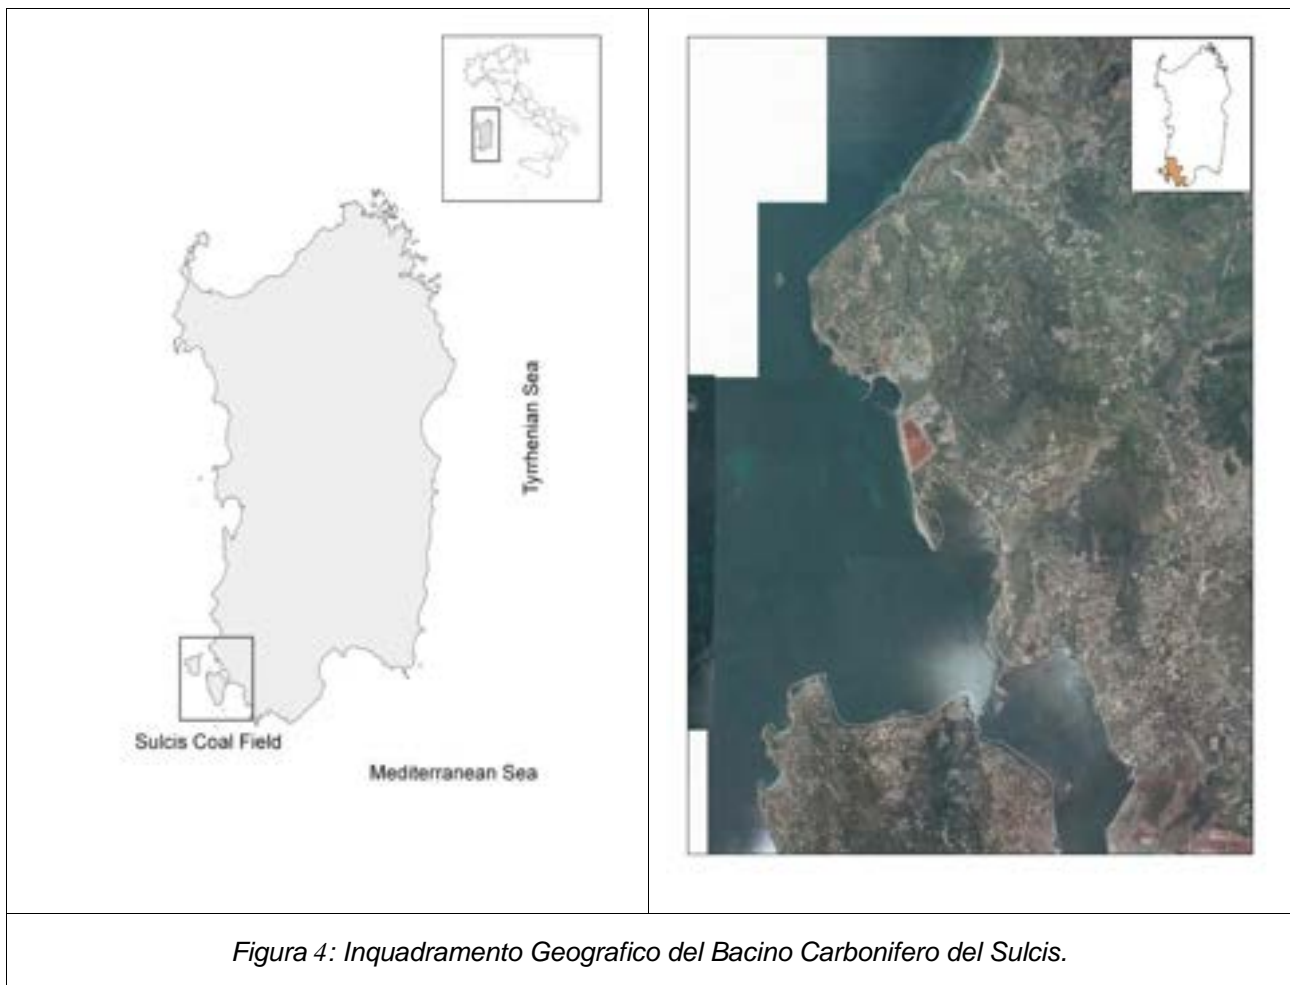 Tyrrhenian Sea
Sulcis Coal Field
Mediterranean Sea
Figura 4: Inquadramento Geografico del Bacino Carbonifero del Sulcis.